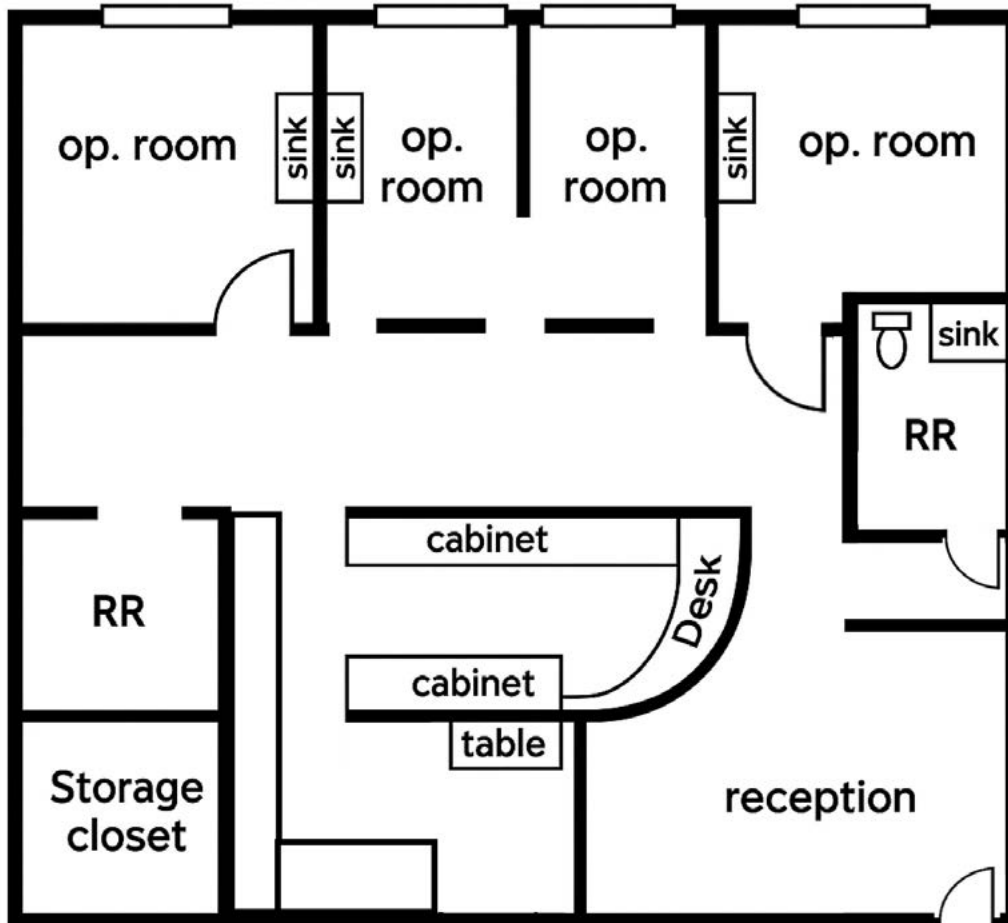 op. room
sink
sink
op.
room
op.
room
sink
op. room
sink
RR
cabinet
Desk
RR
cabinet
table
Storage
closet
reception